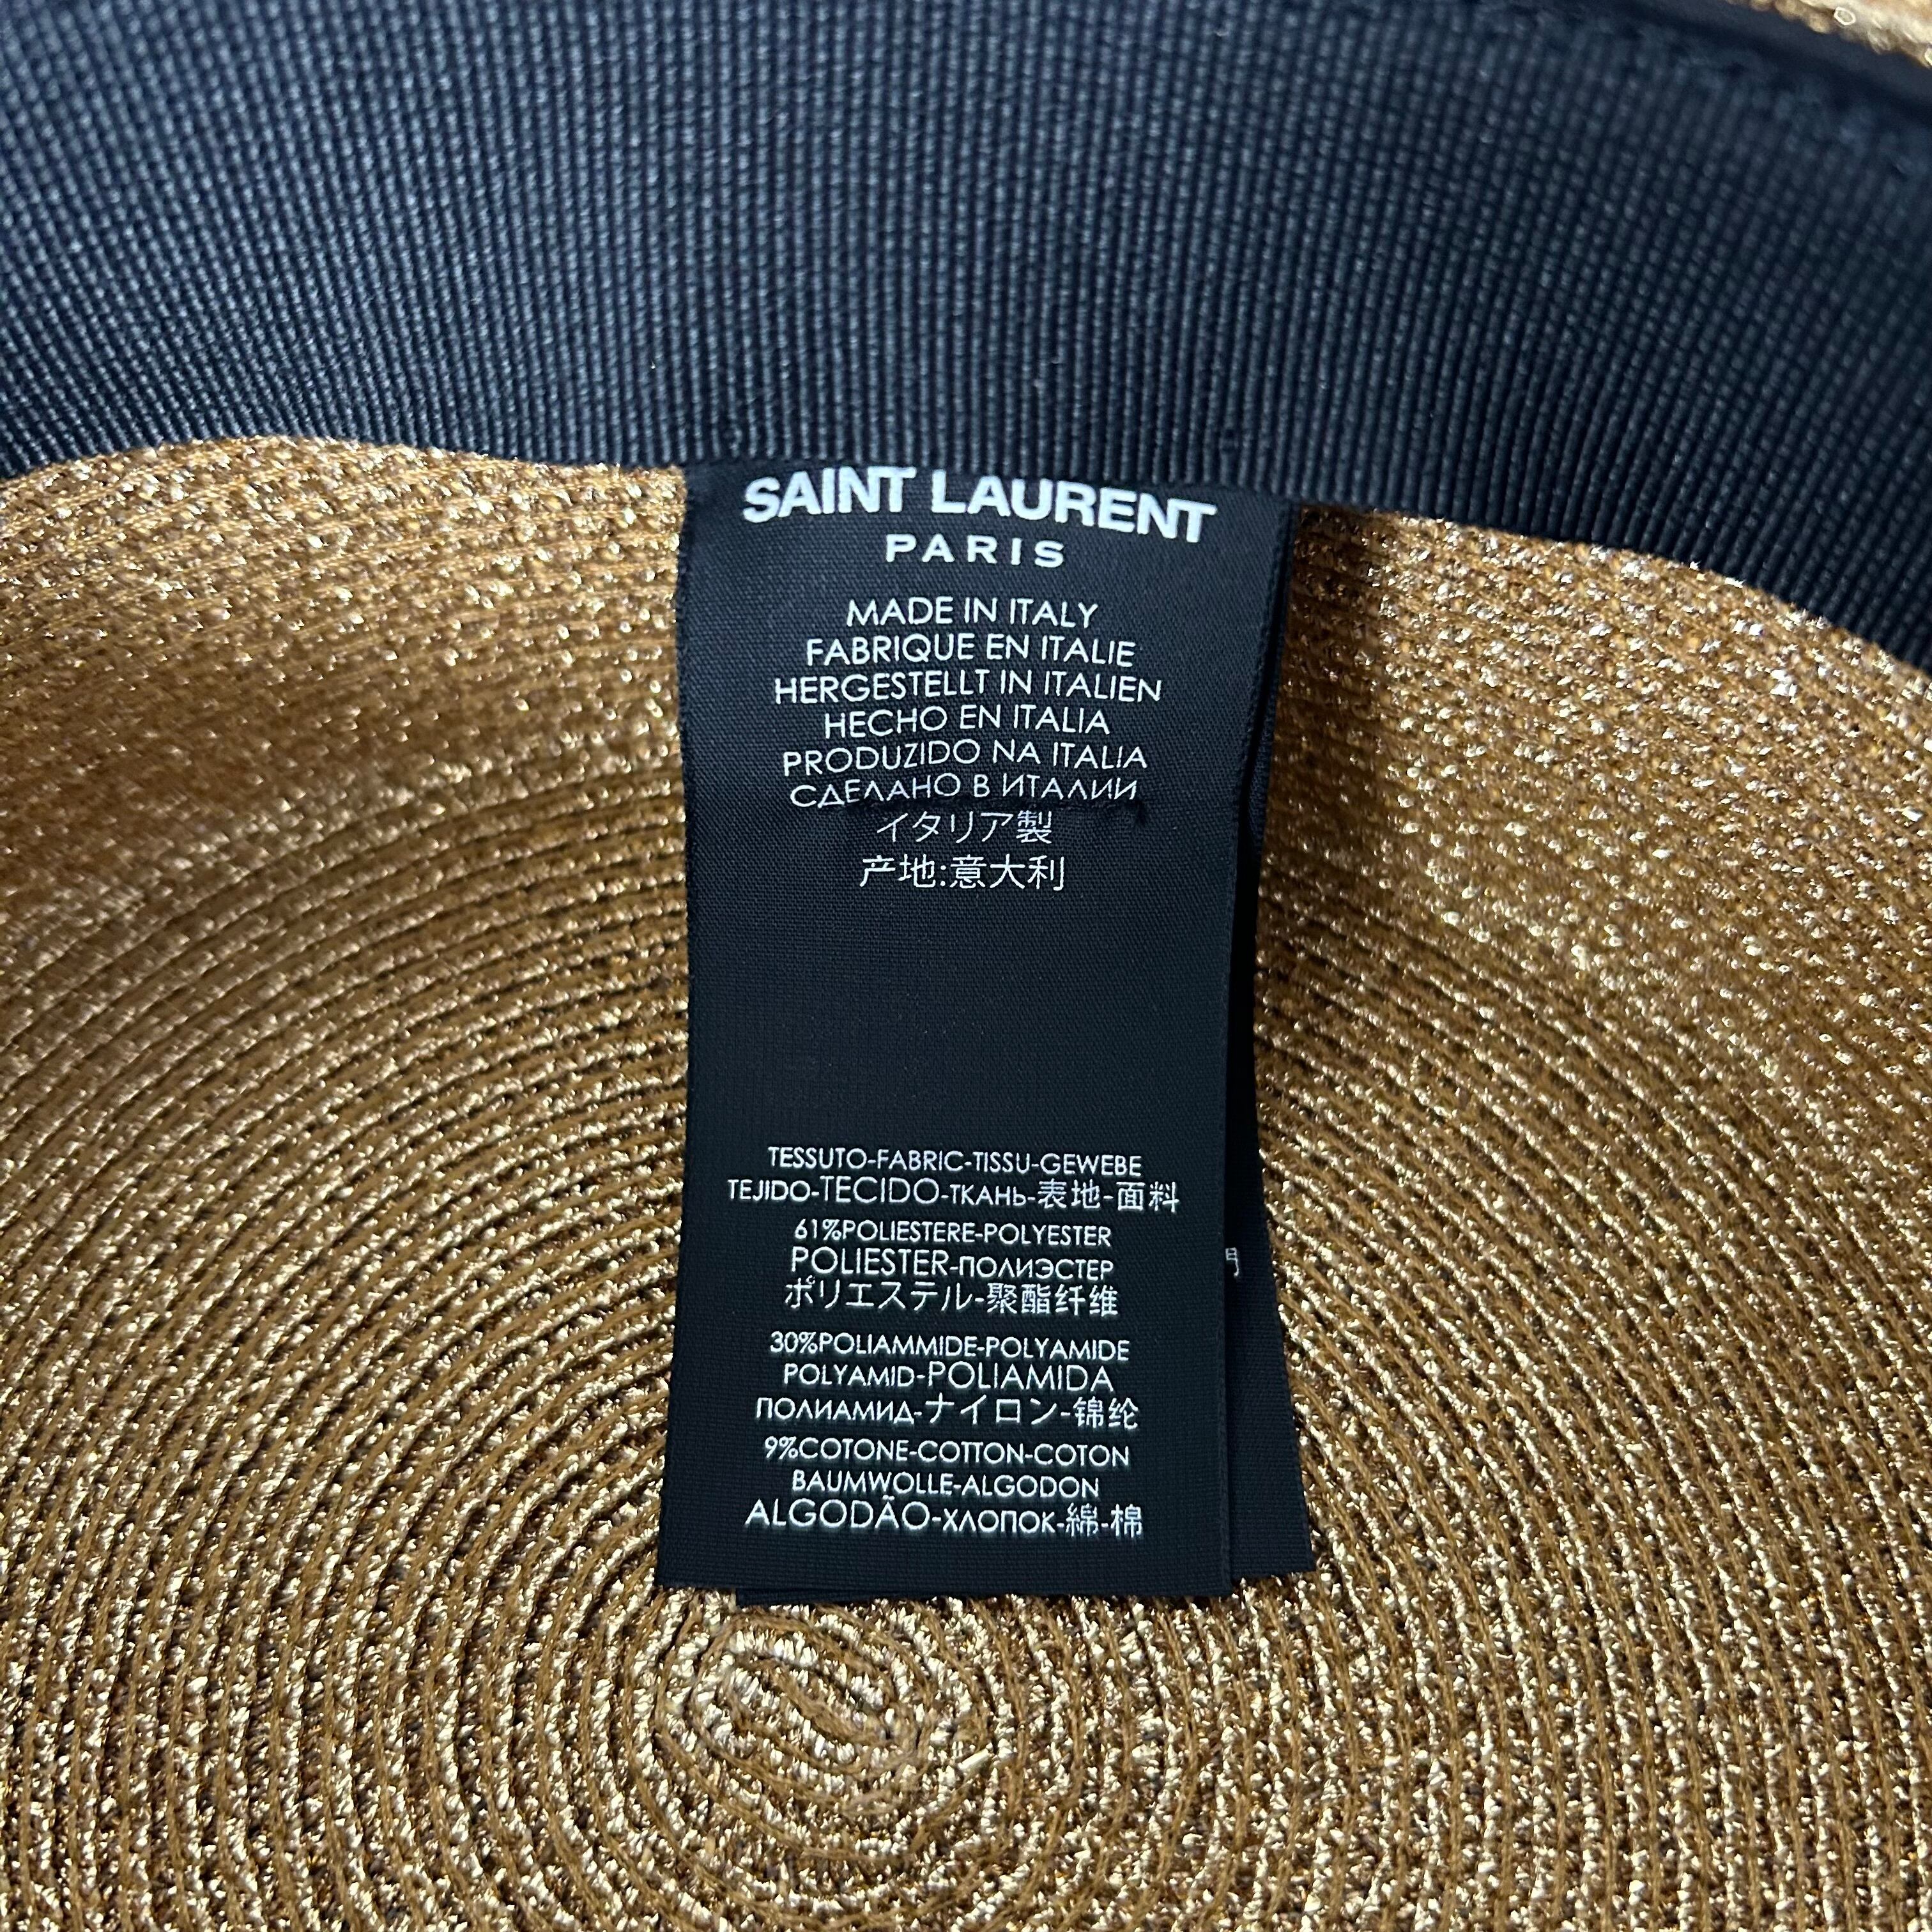 SAINT LAURENT
PARIS
MADE IN ITALY
FABRIQUE EN ITALIE
HERGESTELLT IN ITALIEN
HECHO EN ITALIA
PRODUZIDO NA ITALIA
СДЕЛАНО В ИТАЛИИ
イタリア製
产地:意大利
TESSUTO-FABRIC-TISSU-GEWEBE
TEJIDO-TECIDO-ТКАНЬ-表地-面料
61%POLIESTERE-POLYESTER
POLIESTER-ПОЛИЭСТЕР
ポリエステル-聚酯纤维
30%POLIAMMIDE-POLYAMIDE
POLYAMID-POLIAMIDA
ПОЛИАМИД-ナイロン-锦纶
9%COTONE-COTTON-COTON
BAUMWOLLE-ALGODON
ALGODÃO-ХЛОПОК-綿-棉